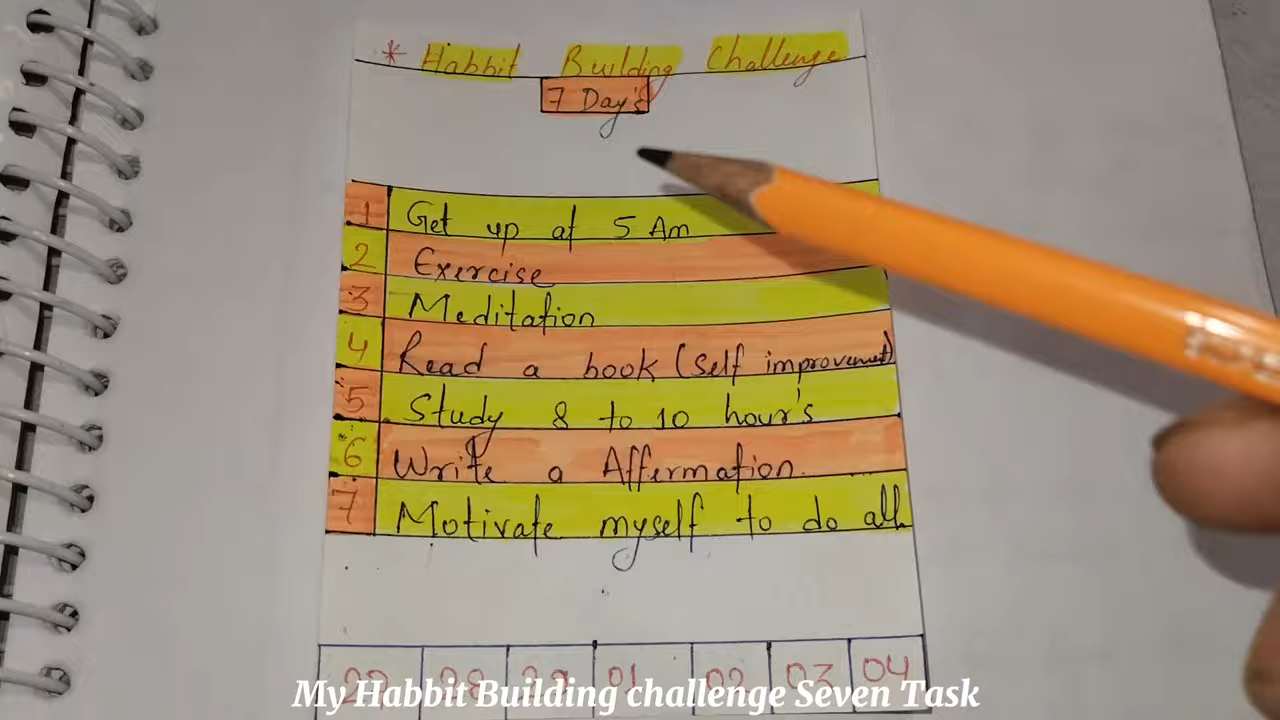 * Habbit Building Challenge
7 Day's
1 Get up at 5 Am
2 Exercise
3 Meditation
4 Read a book (Self improvement)
5 Study 8 to 10 hour's
6 Write a Affermation.
7 Motivate myself to do all.
28 29 01 02 03 04
My Habbit Building challenge Seven Task